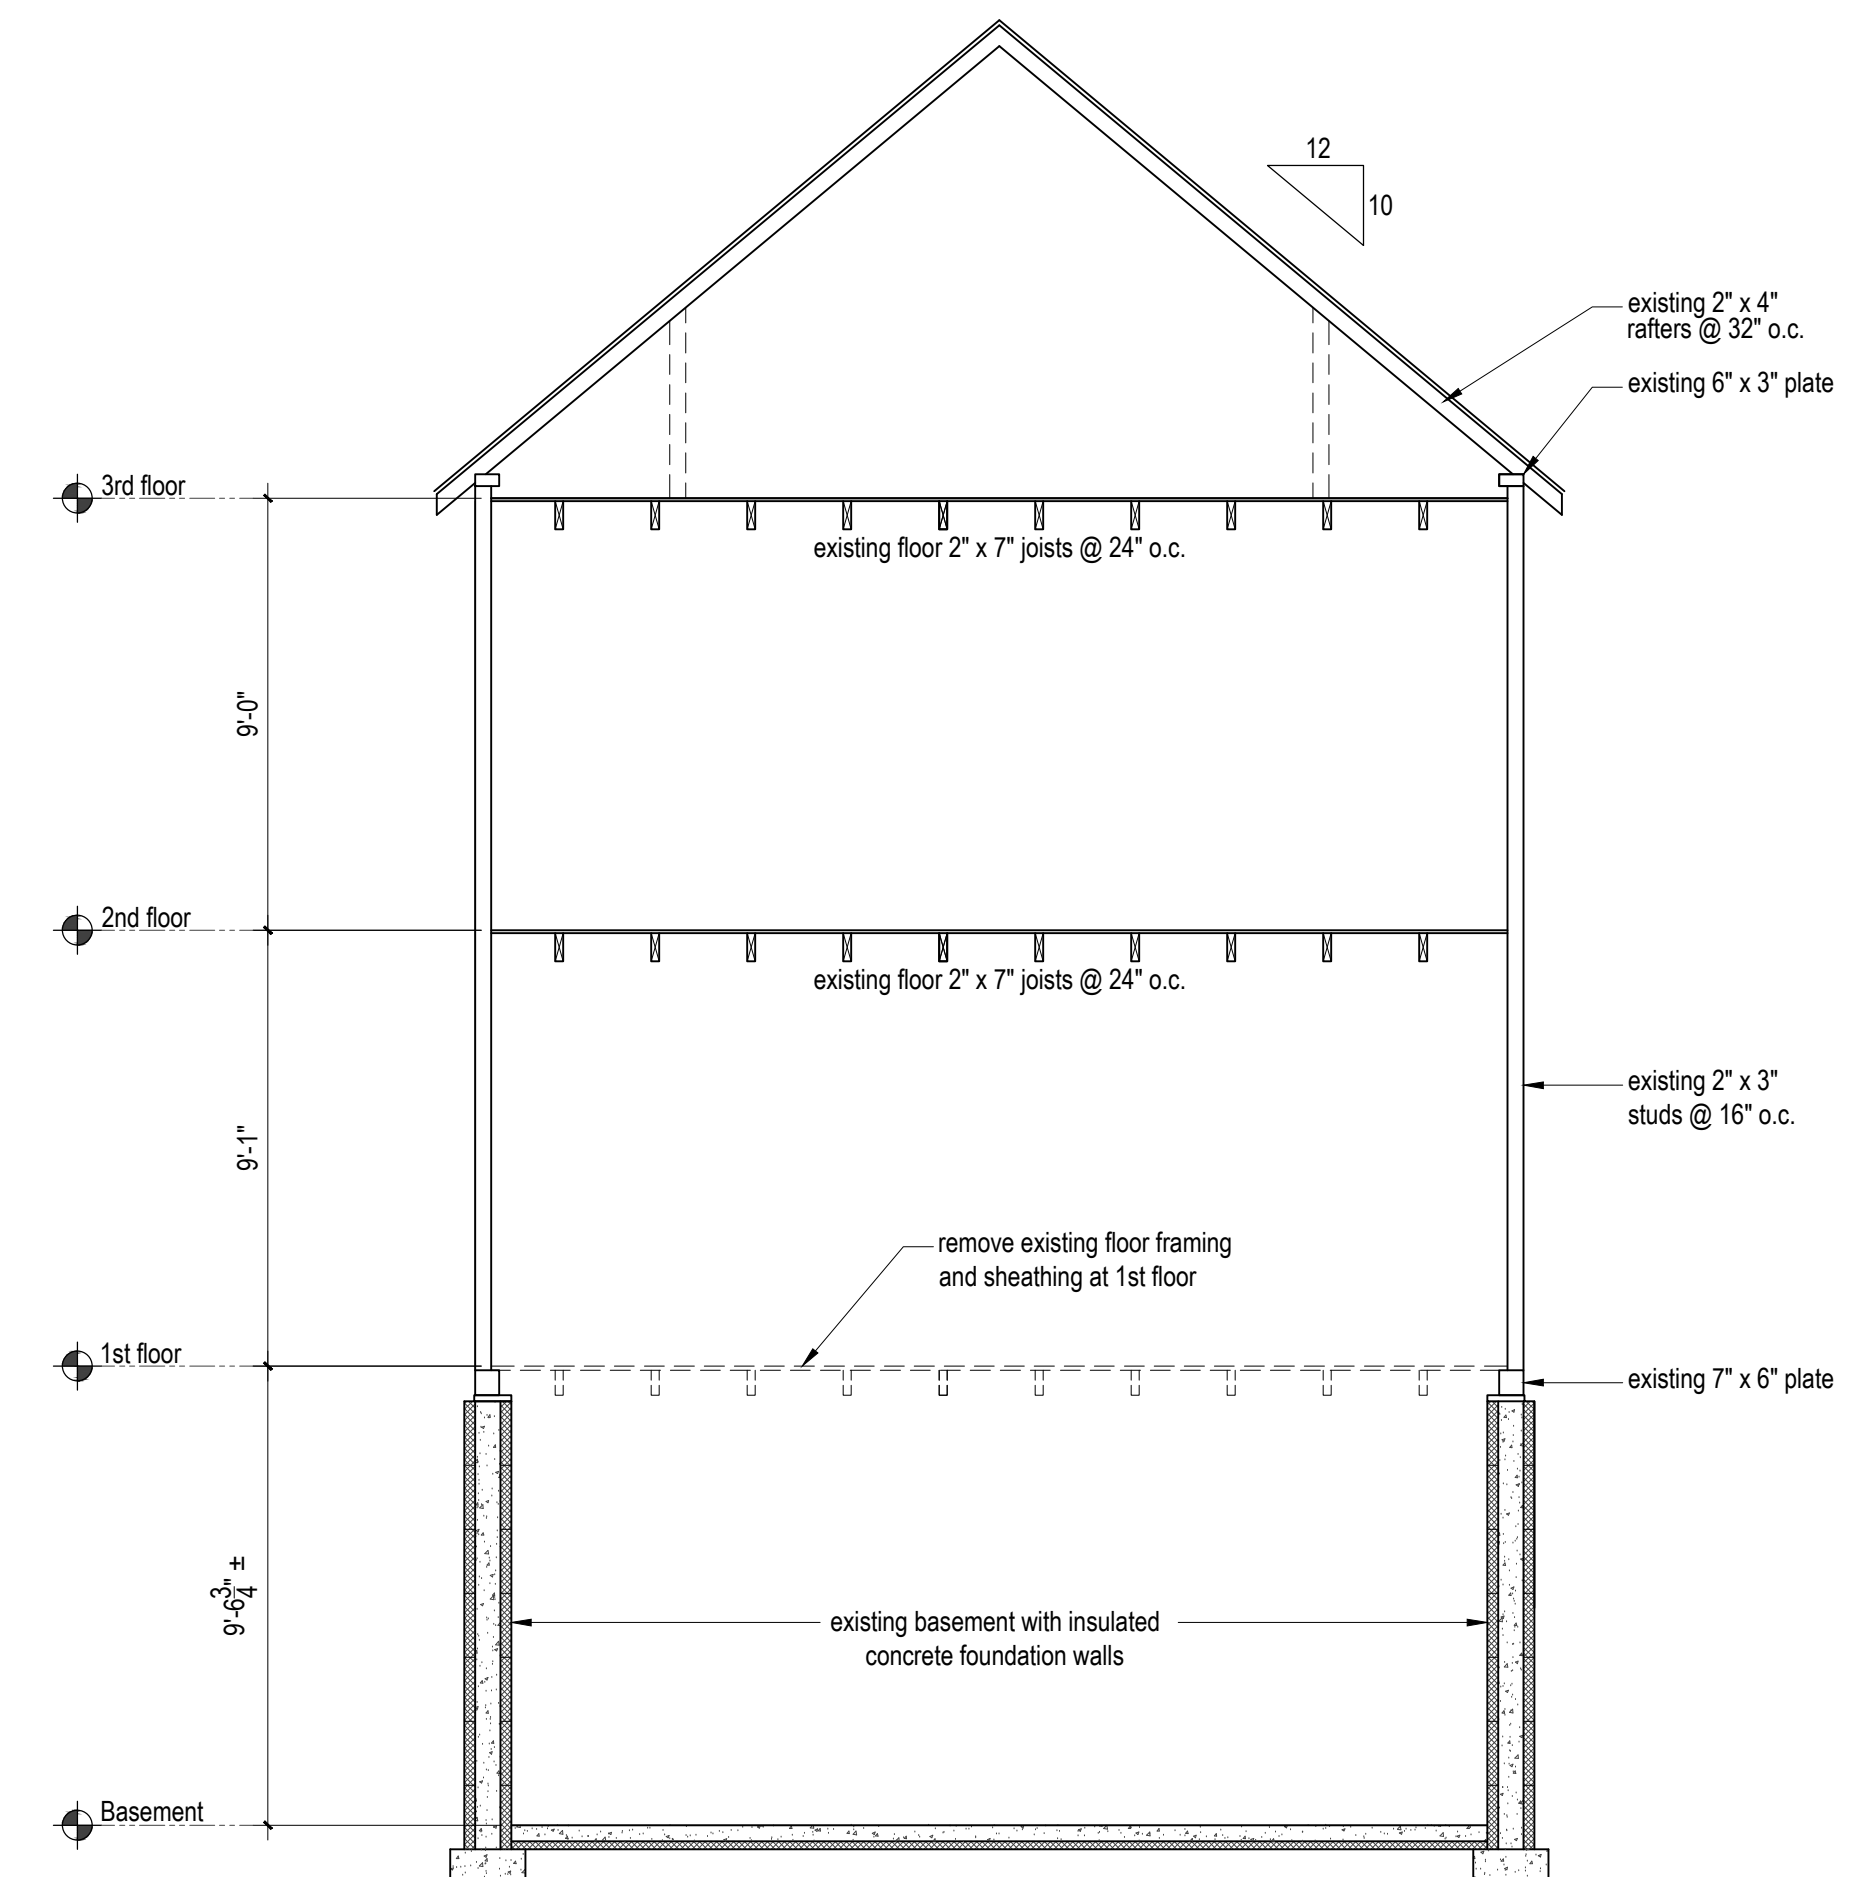 12
10
existing 2" x 4"
rafters @ 32" o.c.
existing 6" x 3" plate
3rd floor
existing floor 2" x 7" joists @ 24" o.c.
9'-0"
2nd floor
existing floor 2" x 7" joists @ 24" o.c.
existing 2" x 3"
studs @ 16" o.c.
9'-1"
remove existing floor framing
and sheathing at 1st floor
1st floor
existing 7" x 6" plate
9'-6 3/4" ±
existing basement with insulated
concrete foundation walls
Basement